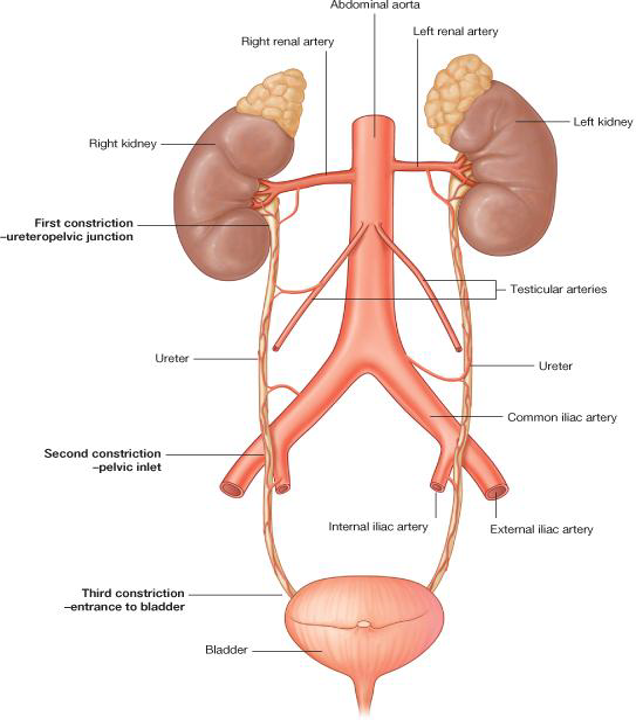 Abdominal aorta
Left renal artery
Right renal artery
Left kidney
Right kidney
First constriction
–ureteropelvic junction
Testicular arteries
Ureter
Ureter
Common iliac artery
Second constriction
–pelvic inlet
Internal iliac artery
External iliac artery
Third constriction
–entrance to bladder
Bladder